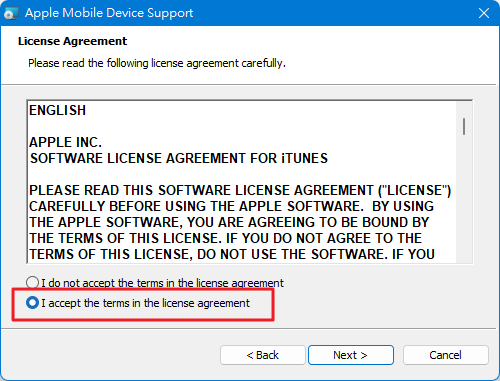 Apple Mobile Device Support
License Agreement
Please read the following license agreement carefully.
ENGLISH
APPLE INC.
SOFTWARE LICENSE AGREEMENT FOR iTUNES
PLEASE READ THIS SOFTWARE LICENSE AGREEMENT ("LICENSE")
CAREFULLY BEFORE USING THE APPLE SOFTWARE.  BY USING
THE APPLE SOFTWARE, YOU ARE AGREEING TO BE BOUND BY
THE TERMS OF THIS LICENSE. IF YOU DO NOT AGREE TO THE
TERMS OF THIS LICENSE, DO NOT USE THE SOFTWARE. IF YOU
I do not accept the terms in the license agreement
I accept the terms in the license agreement
< Back
Next >
Cancel